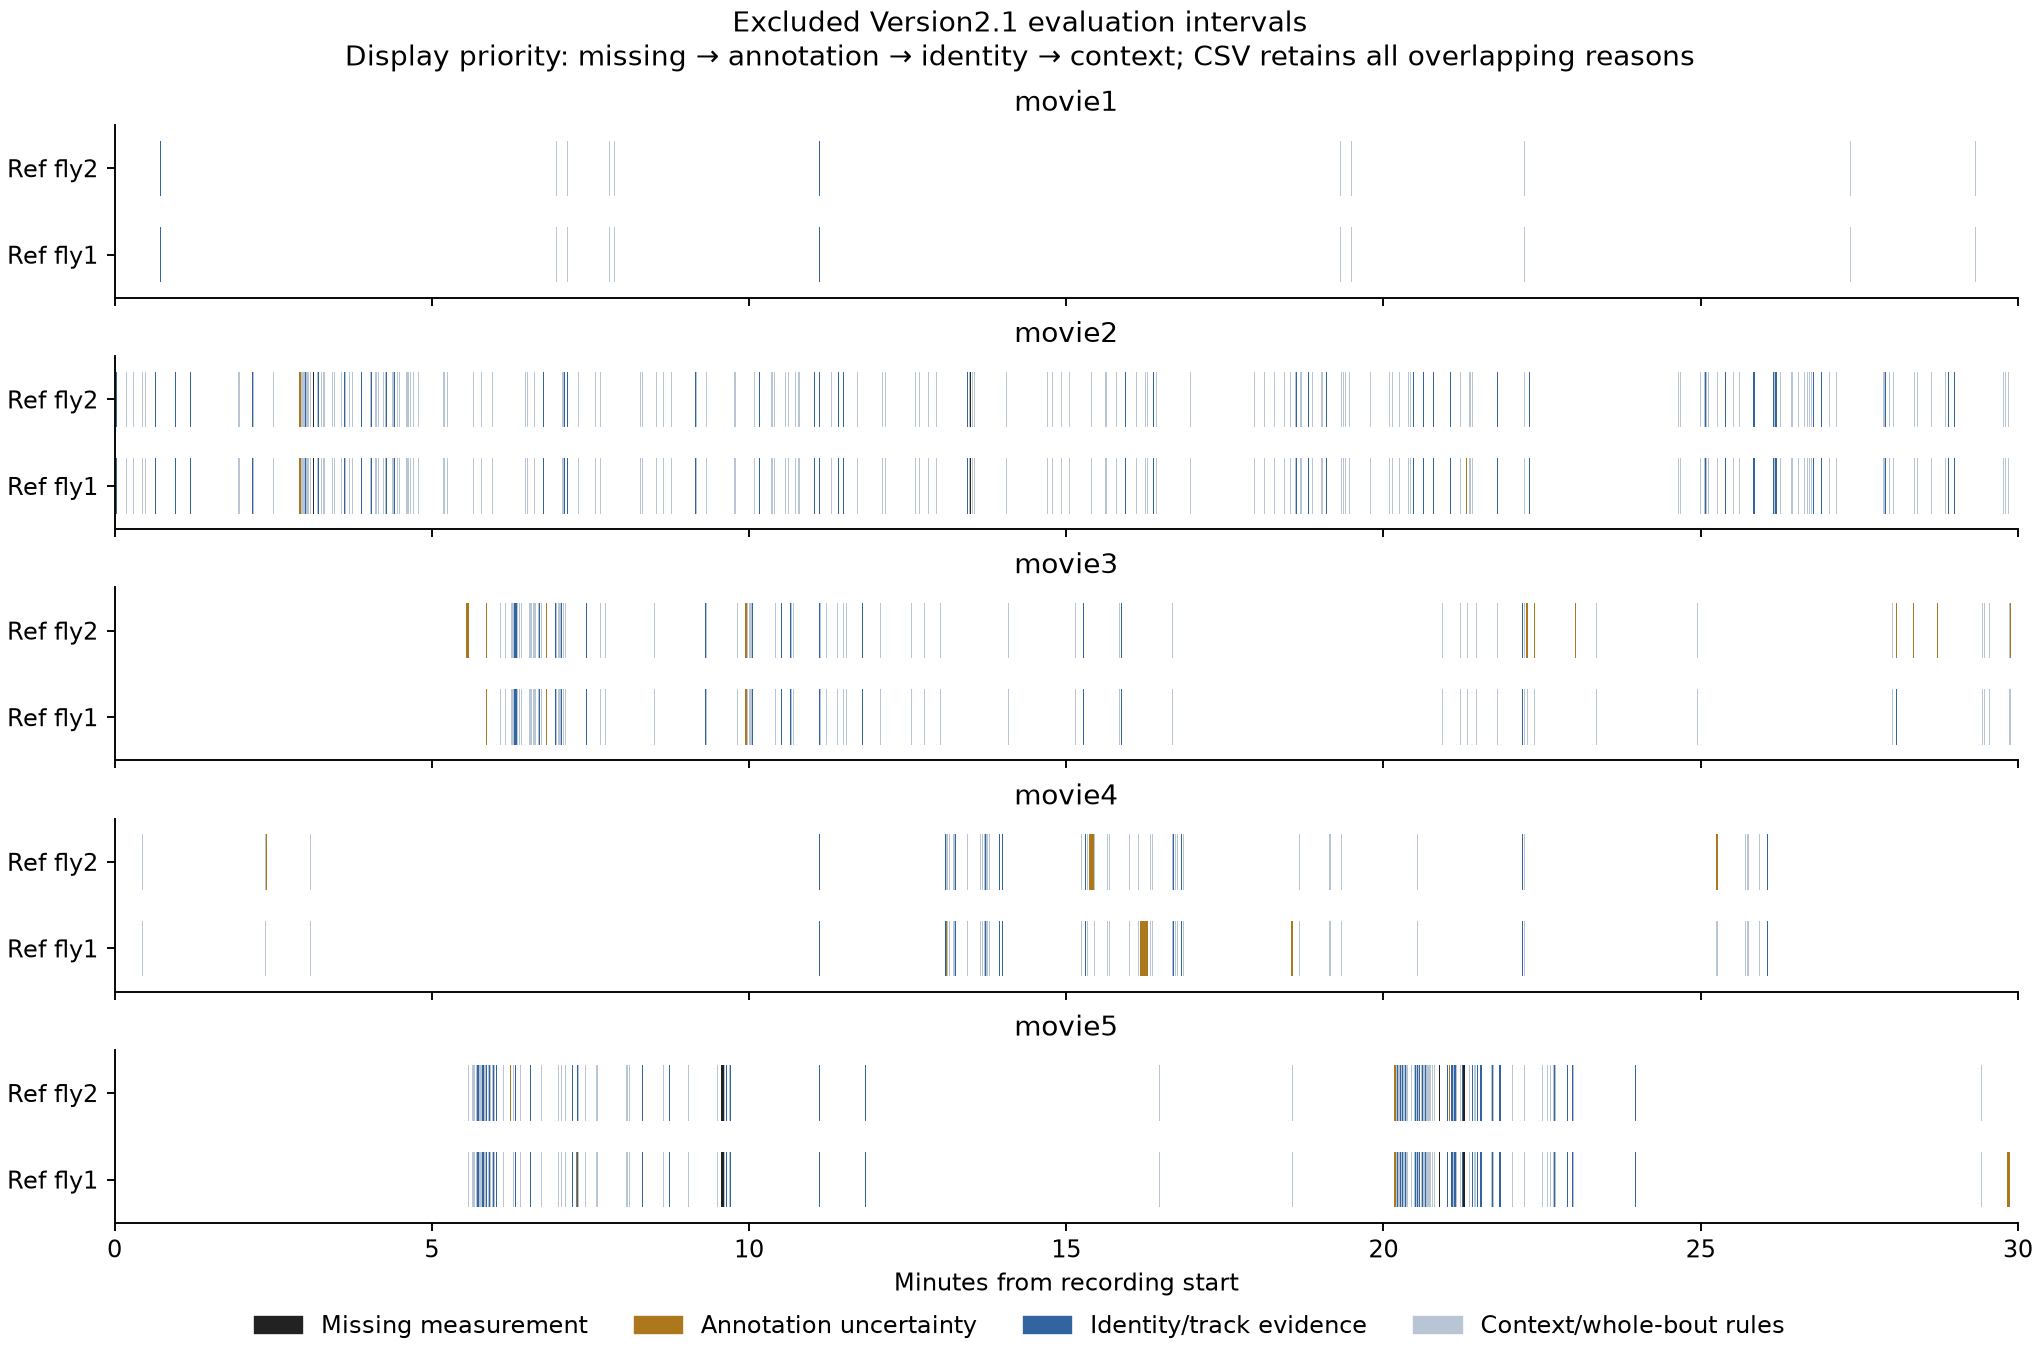 Excluded Version2.1 evaluation intervals
Display priority: missing → annotation → identity → context; CSV retains all overlapping reasons
movie1
Ref fly2
Ref fly1
movie2
Ref fly2
Ref fly1
movie3
Ref fly2
Ref fly1
movie4
Ref fly2
Ref fly1
movie5
Ref fly2
Ref fly1
0 5 10 15 20 25 30
Minutes from recording start
Missing measurement Annotation uncertainty Identity/track evidence Context/whole-bout rules